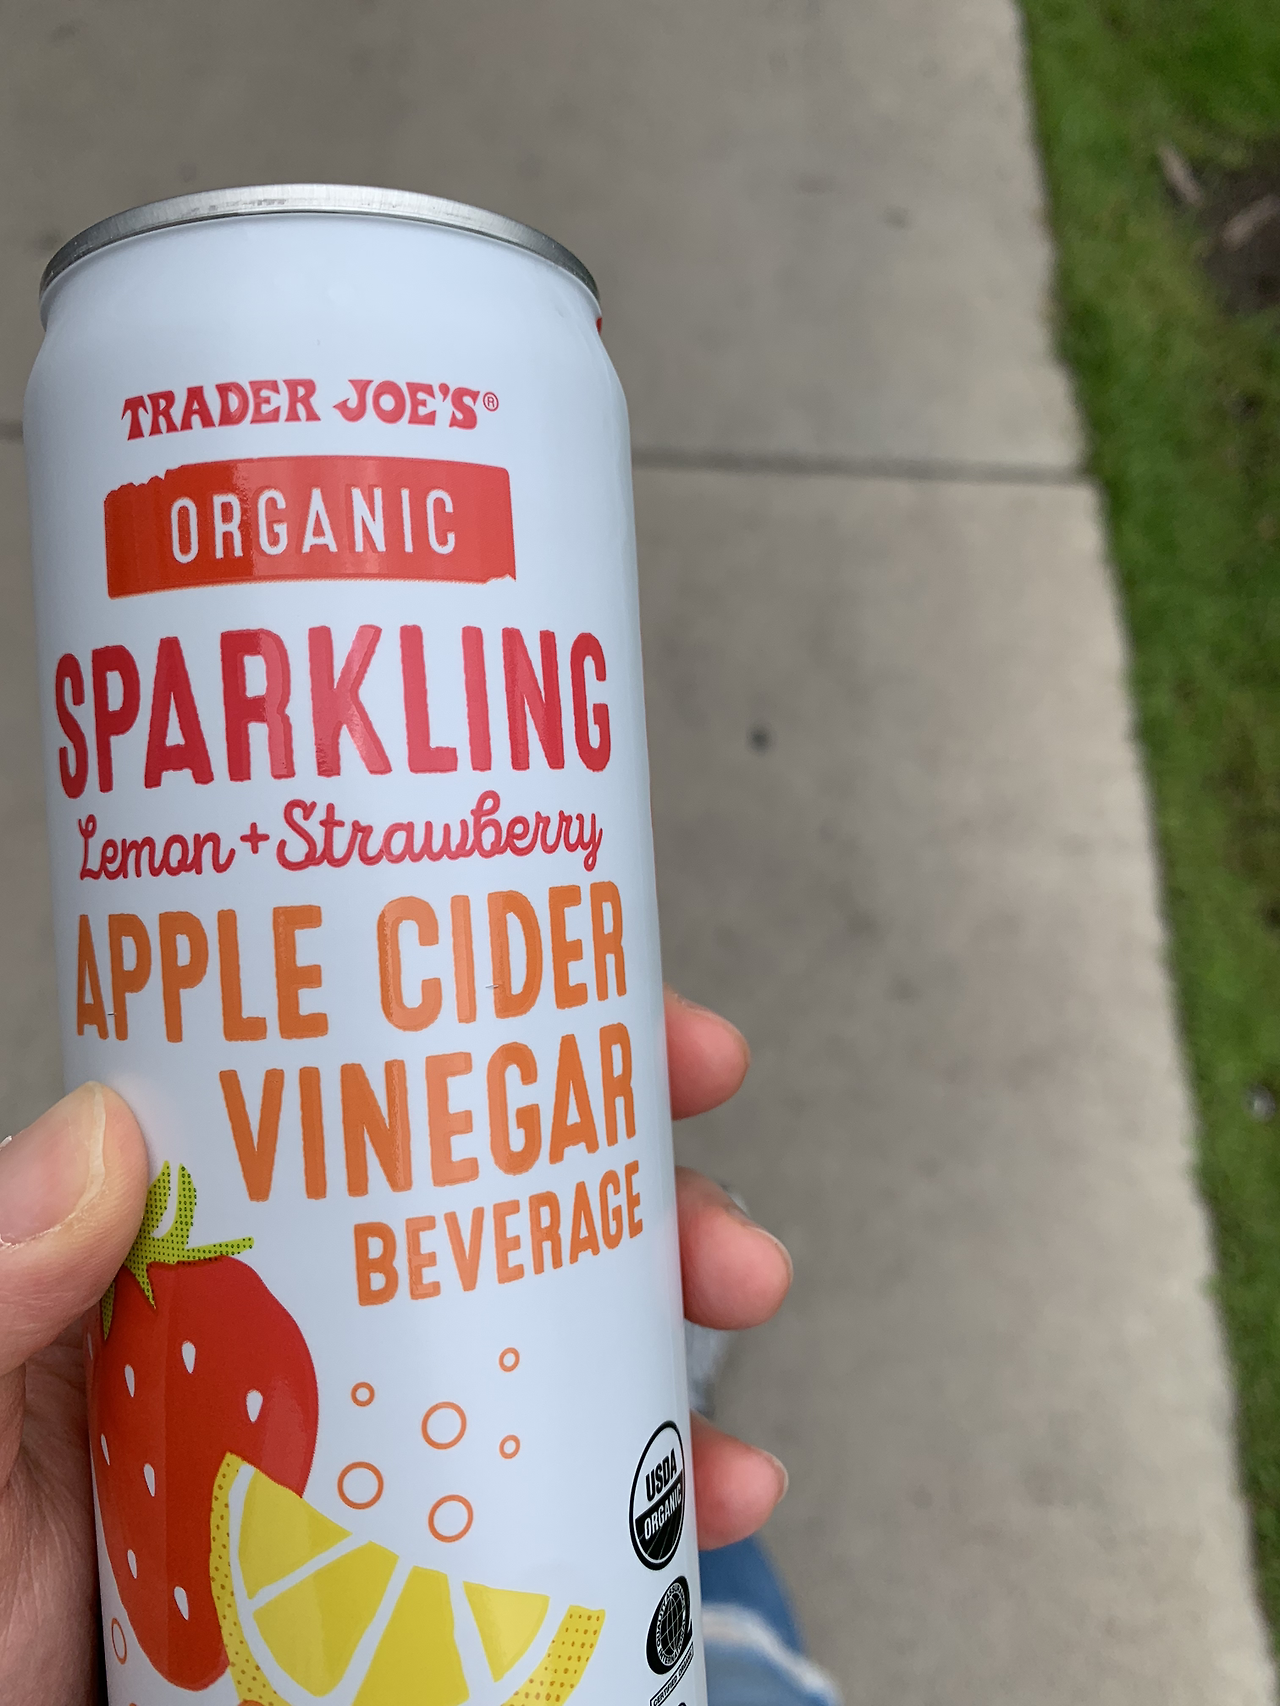 TRADER JOE'S®
ORGANIC
SPARKLING
Lemon + Strawberry
APPLE CIDER
VINEGAR
BEVERAGE
USDA
ORGANIC